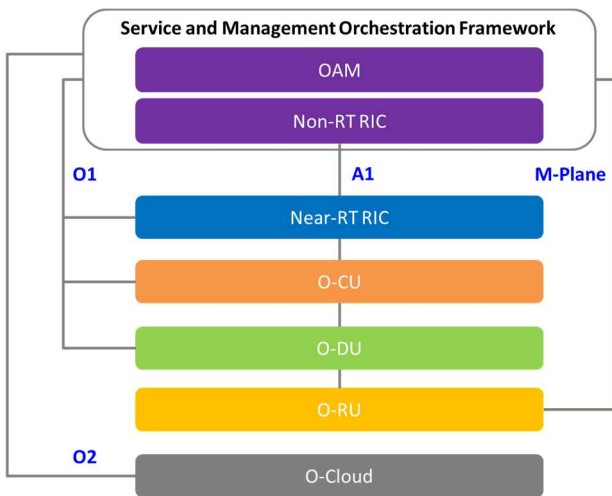 Service and Management Orchestration Framework
OAM
Non-RT RIC
O1
A1
M-Plane
Near-RT RIC
O-CU
O-DU
O-RU
O2
O-Cloud